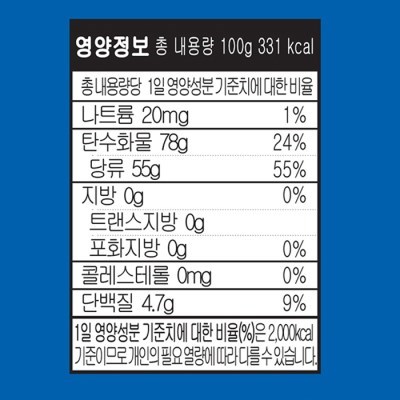 영양정보 총 내용량 100g 331 kcal
총 내용량당 1일 영양성분 기준치에 대한 비율
나트륨 20mg 1%
탄수화물 78g 24%
당류 55g 55%
지방 0g 0%
트랜스지방 0g
포화지방 0g 0%
콜레스테롤 0mg 0%
단백질 4.7g 9%
1일 영양성분 기준치에 대한 비율(%)은 2,000kcal
기준이므로 개인의 필요 열량에 따라 다를 수 있습니다.